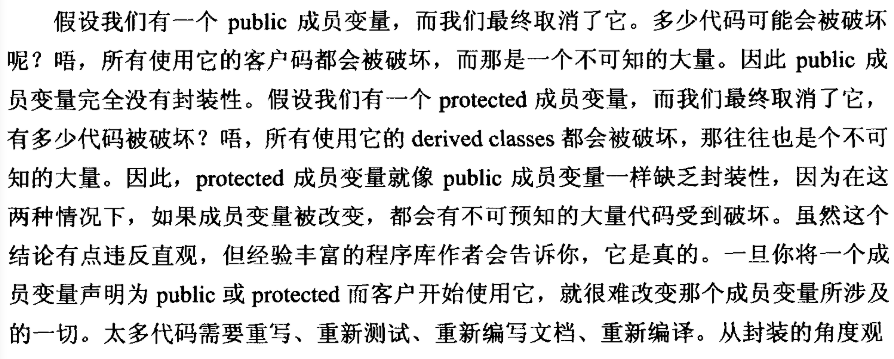 假设我们有一个 public 成员变量，而我们最终取消了它。多少代码可能会被破坏
呢？唔，所有使用它的客户码都会被破坏，而那是一个不可知的大量。因此 public 成
员变量完全没有封装性。假设我们有一个 protected 成员变量，而我们最终取消了它，
有多少代码被破坏？唔，所有使用它的 derived classes 都会被破坏，那往往也是个不可
知的大量。因此，protected 成员变量就像 public 成员变量一样缺乏封装性，因为在这
两种情况下，如果成员变量被改变，都会有不可预知的大量代码受到破坏。虽然这个
结论有点违反直观，但经验丰富的程序库作者会告诉你，它是真的。一旦你将一个成
员变量声明为 public 或 protected 而客户开始使用它，就很难改变那个成员变量所涉及
的一切。太多代码需要重写、重新测试、重新编写文档、重新编译。从封装的角度观